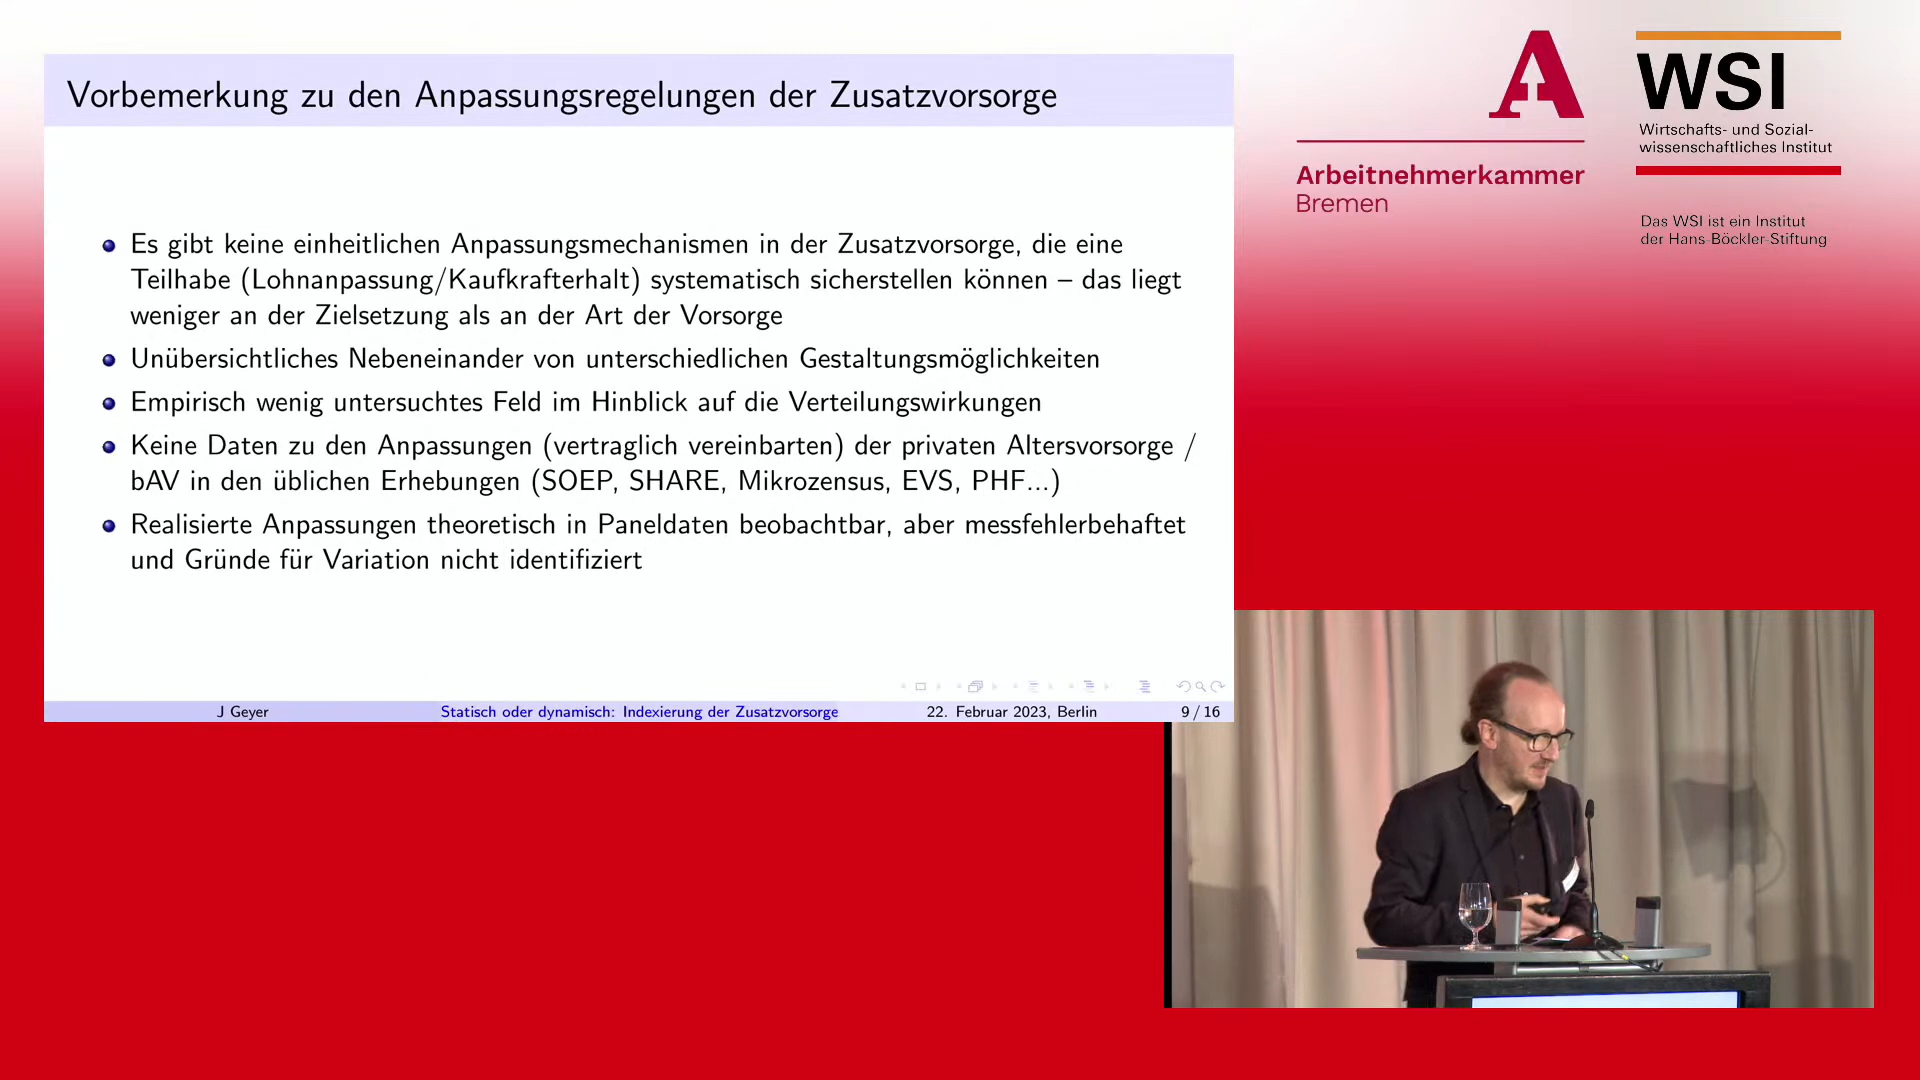 Vorbemerkung zu den Anpassungsregelungen der Zusatzvorsorge
Es gibt keine einheitlichen Anpassungsmechanismen in der Zusatzvorsorge, die eine
Teilhabe (Lohnanpassung/Kaufkrafterhalt) systematisch sicherstellen können – das liegt
weniger an der Zielsetzung als an der Art der Vorsorge
Unübersichtliches Nebeneinander von unterschiedlichen Gestaltungsmöglichkeiten
Empirisch wenig untersuchtes Feld im Hinblick auf die Verteilungswirkungen
Keine Daten zu den Anpassungen (vertraglich vereinbarten) der privaten Altersvorsorge /
bAV in den üblichen Erhebungen (SOEP, SHARE, Mikrozensus, EVS, PHF...)
Realisierte Anpassungen theoretisch in Paneldaten beobachtbar, aber messfehlerbehaftet
und Gründe für Variation nicht identifiziert
J Geyer
Statisch oder dynamisch: Indexierung der Zusatzvorsorge
22. Februar 2023, Berlin
9 / 16
A
Arbeitnehmerkammer
Bremen
WSI
Wirtschafts- und Sozial-
wissenschaftliches Institut
Das WSI ist ein Institut
der Hans-Böckler-Stiftung